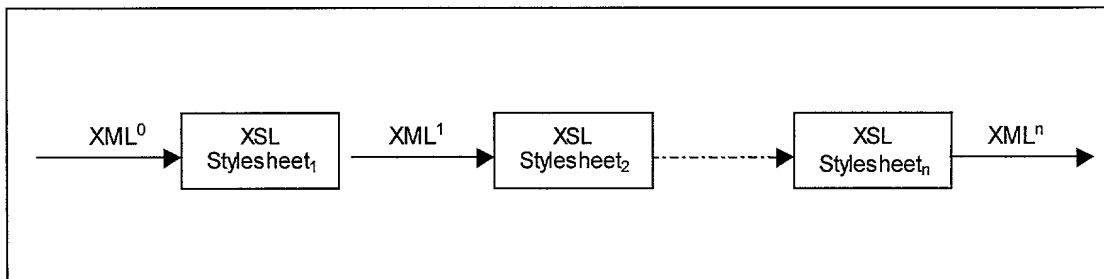 XML⁰
XSL
Stylesheet₁
XML¹
XSL
Stylesheet₂
XSL
Stylesheetₙ
XMLⁿ